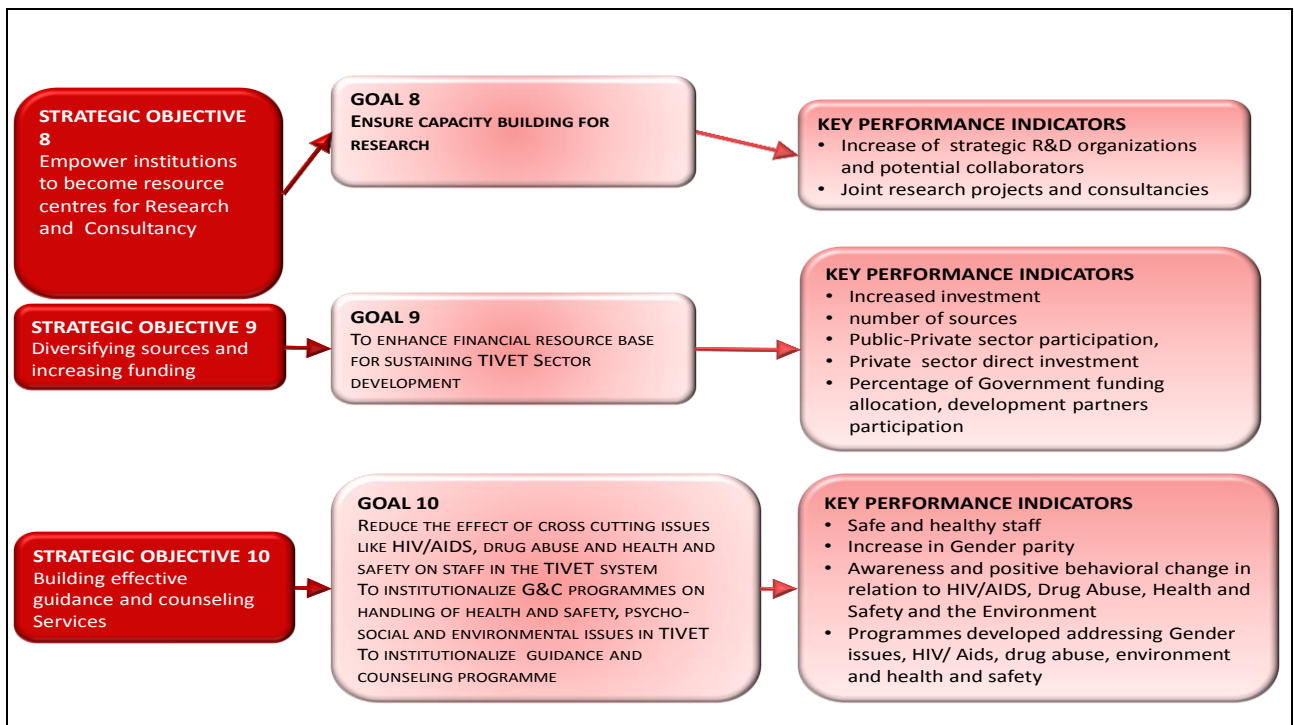 STRATEGIC OBJECTIVE
8
Empower institutions
to become resource
centres for Research
and Consultancy
GOAL 8
ENSURE CAPACITY BUILDING FOR
RESEARCH
KEY PERFORMANCE INDICATORS
• Increase of strategic R&D organizations
and potential collaborators
• Joint research projects and consultancies
STRATEGIC OBJECTIVE 9
Diversifying sources and
increasing funding
GOAL 9
TO ENHANCE FINANCIAL RESOURCE BASE
FOR SUSTAINING TIVET SECTOR
DEVELOPMENT
KEY PERFORMANCE INDICATORS
• Increased investment
• number of sources
• Public-Private sector participation,
• Private sector direct investment
• Percentage of Government funding
allocation, development partners
participation
STRATEGIC OBJECTIVE 10
Building effective
guidance and counseling
Services
GOAL 10
REDUCE THE EFFECT OF CROSS CUTTING ISSUES
LIKE HIV/AIDS, DRUG ABUSE AND HEALTH AND
SAFETY ON STAFF IN THE TIVET SYSTEM
TO INSTITUTIONALIZE G&C PROGRAMMES ON
HANDLING OF HEALTH AND SAFETY, PSYCHO-
SOCIAL AND ENVIRONMENTAL ISSUES IN TIVET
TO INSTITUTIONALIZE GUIDANCE AND
COUNSELING PROGRAMME
KEY PERFORMANCE INDICATORS
• Safe and healthy staff
• Increase in Gender parity
• Awareness and positive behavioral change in
relation to HIV/AIDS, Drug Abuse, Health and
Safety and the Environment
• Programmes developed addressing Gender
issues, HIV/ Aids, drug abuse, environment
and health and safety